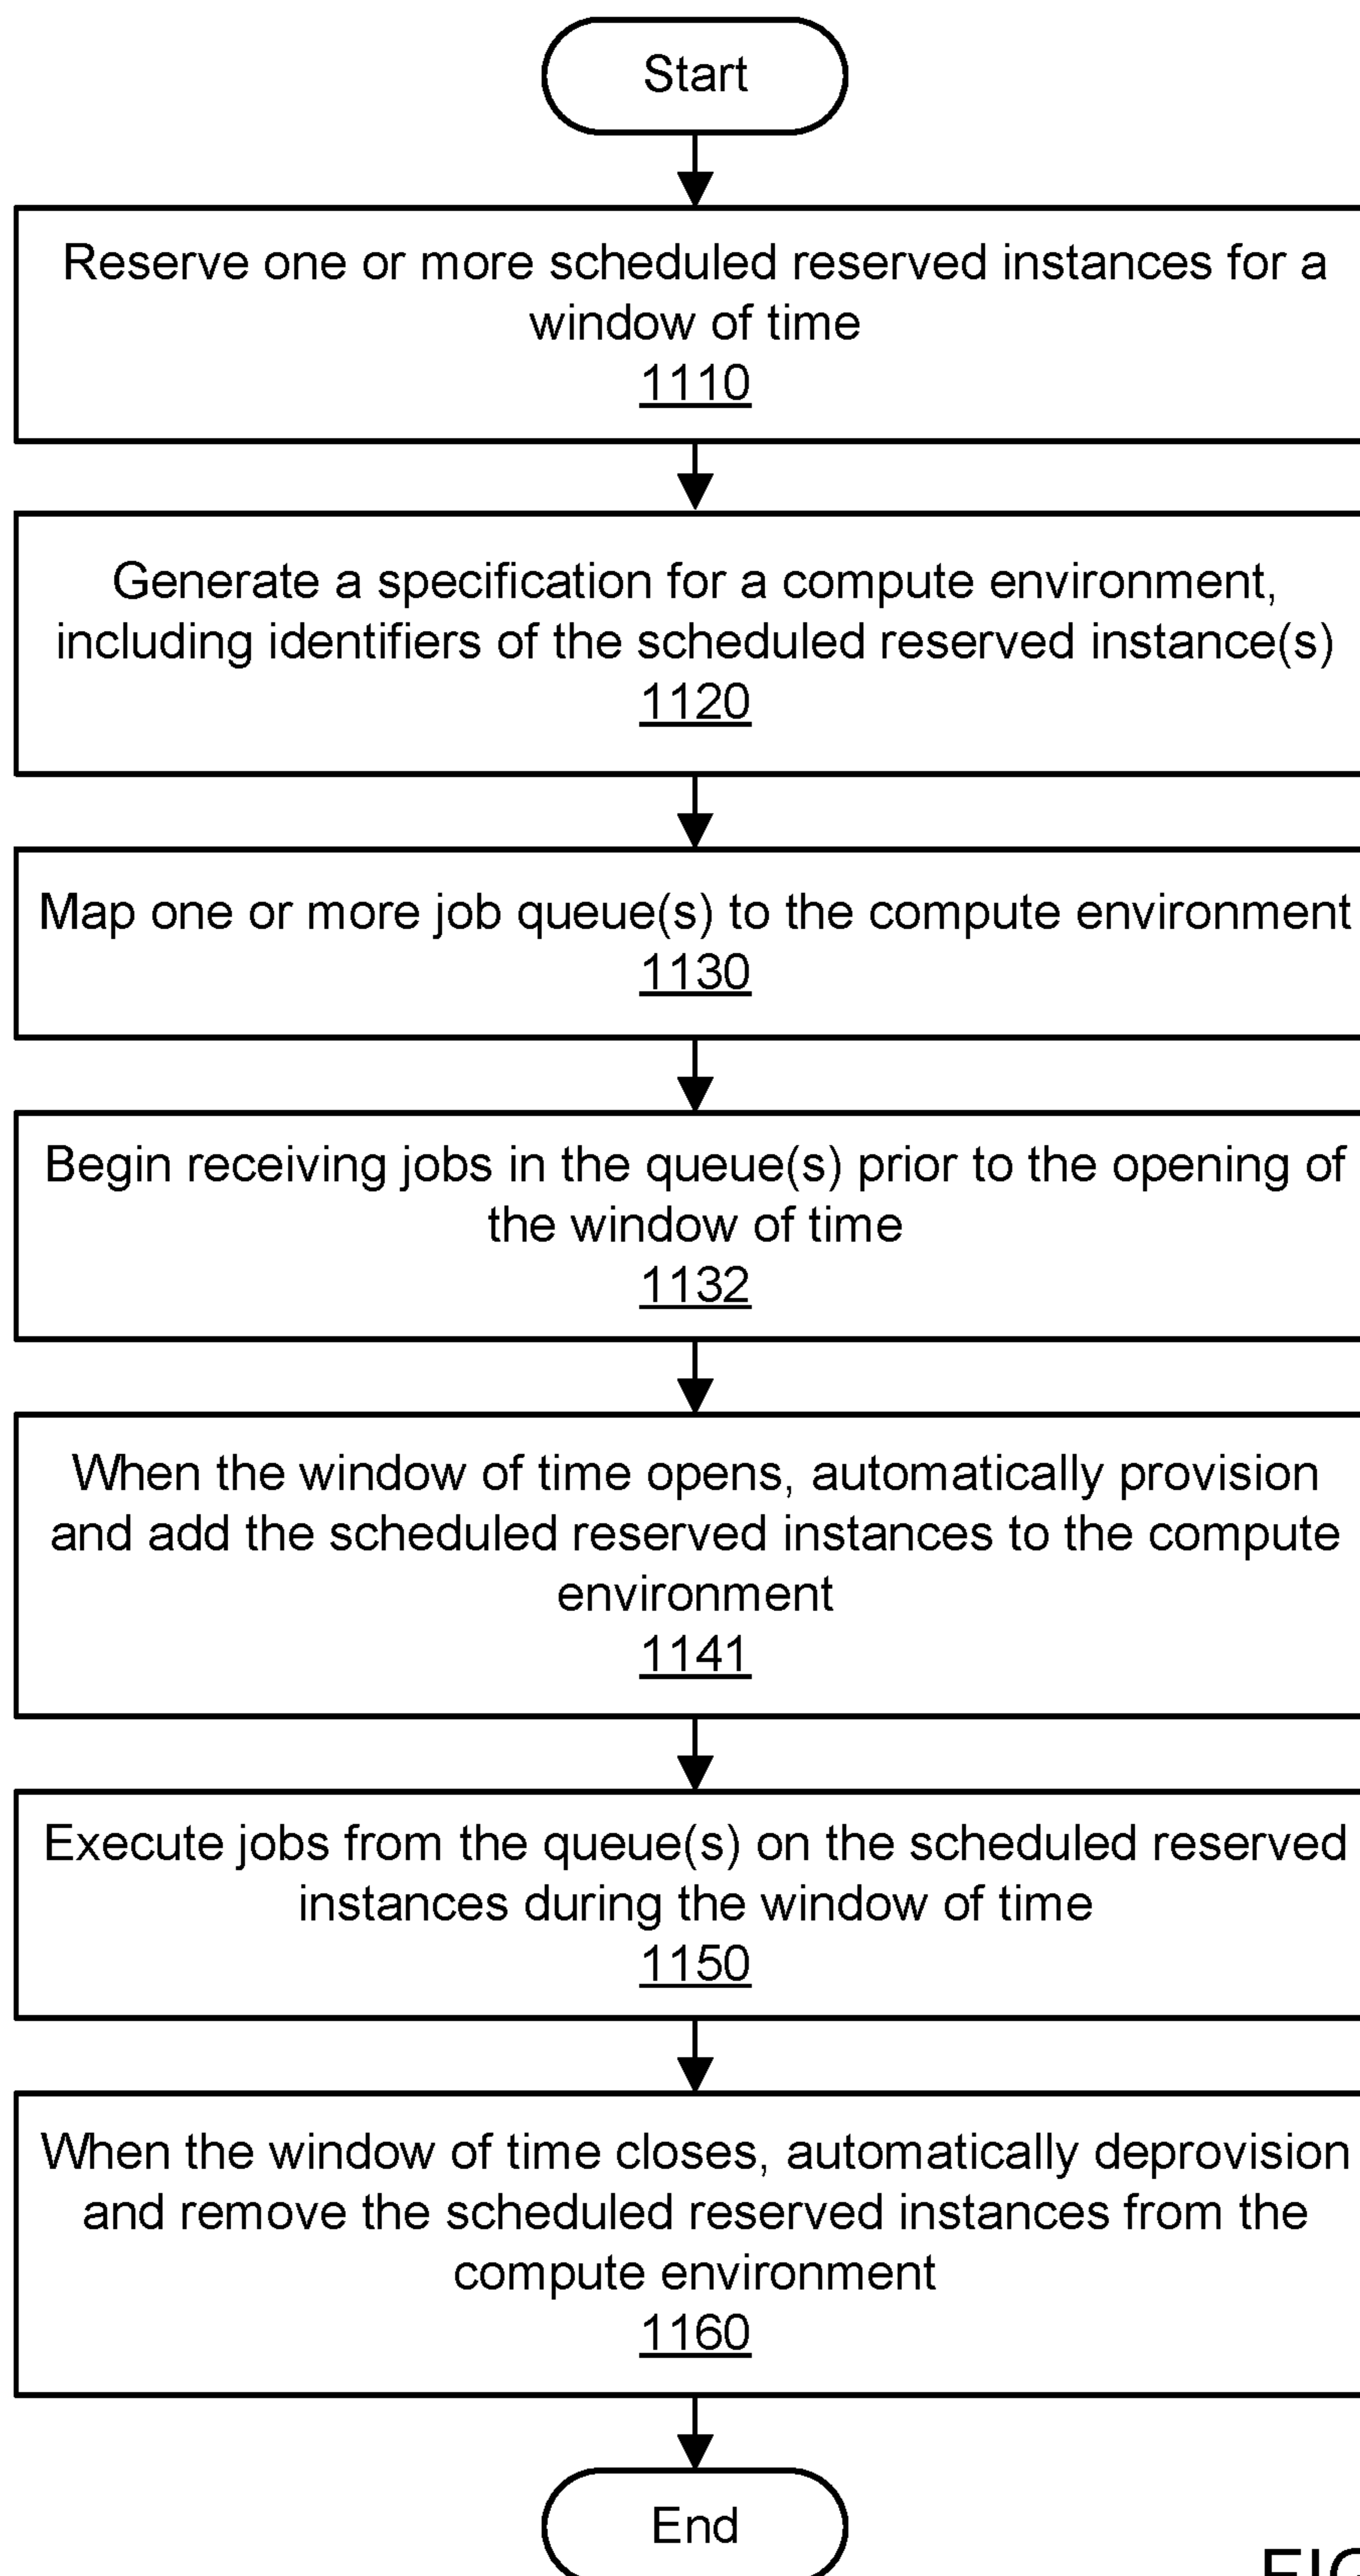 Start
Reserve one or more scheduled reserved instances for a
window of time
1110
Generate a specification for a compute environment,
including identifiers of the scheduled reserved instance(s)
1120
Map one or more job queue(s) to the compute environment
1130
Begin receiving jobs in the queue(s) prior to the opening of
the window of time
1132
When the window of time opens, automatically provision
and add the scheduled reserved instances to the compute
environment
1141
Execute jobs from the queue(s) on the scheduled reserved
instances during the window of time
1150
When the window of time closes, automatically deprovision
and remove the scheduled reserved instances from the
compute environment
1160
End